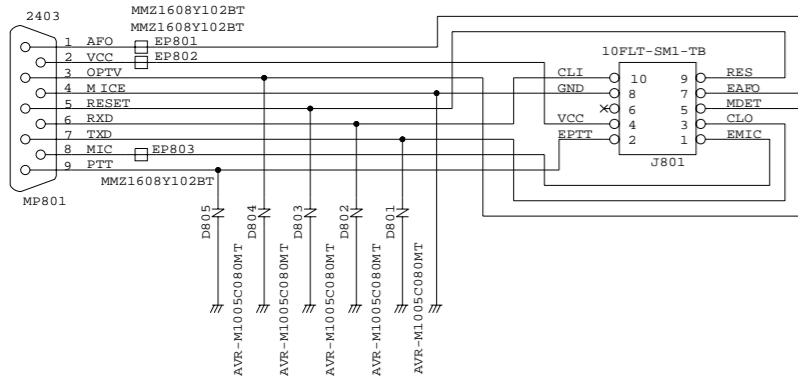 MMZ1608Y102BT
2403
MMZ1608Y102BT
1 AFO EP801
2 VCC EP802
3 OPTV
4 MICE
5 RESET
6 RXD
7 TXD
8 MIC EP803
9 PTT
MMZ1608Y102BT
MP801
10FLT-SM1-TB
CLI 10 9 RES
GND 8 7 EAFO
6 5 MDET
VCC 4 3 CLO
EPTT 2 1 EMIC
J801
D805
D804
D803
D802
D801
AVR-M1005C080MT
AVR-M1005C080MT
AVR-M1005C080MT
AVR-M1005C080MT
AVR-M1005C080MT